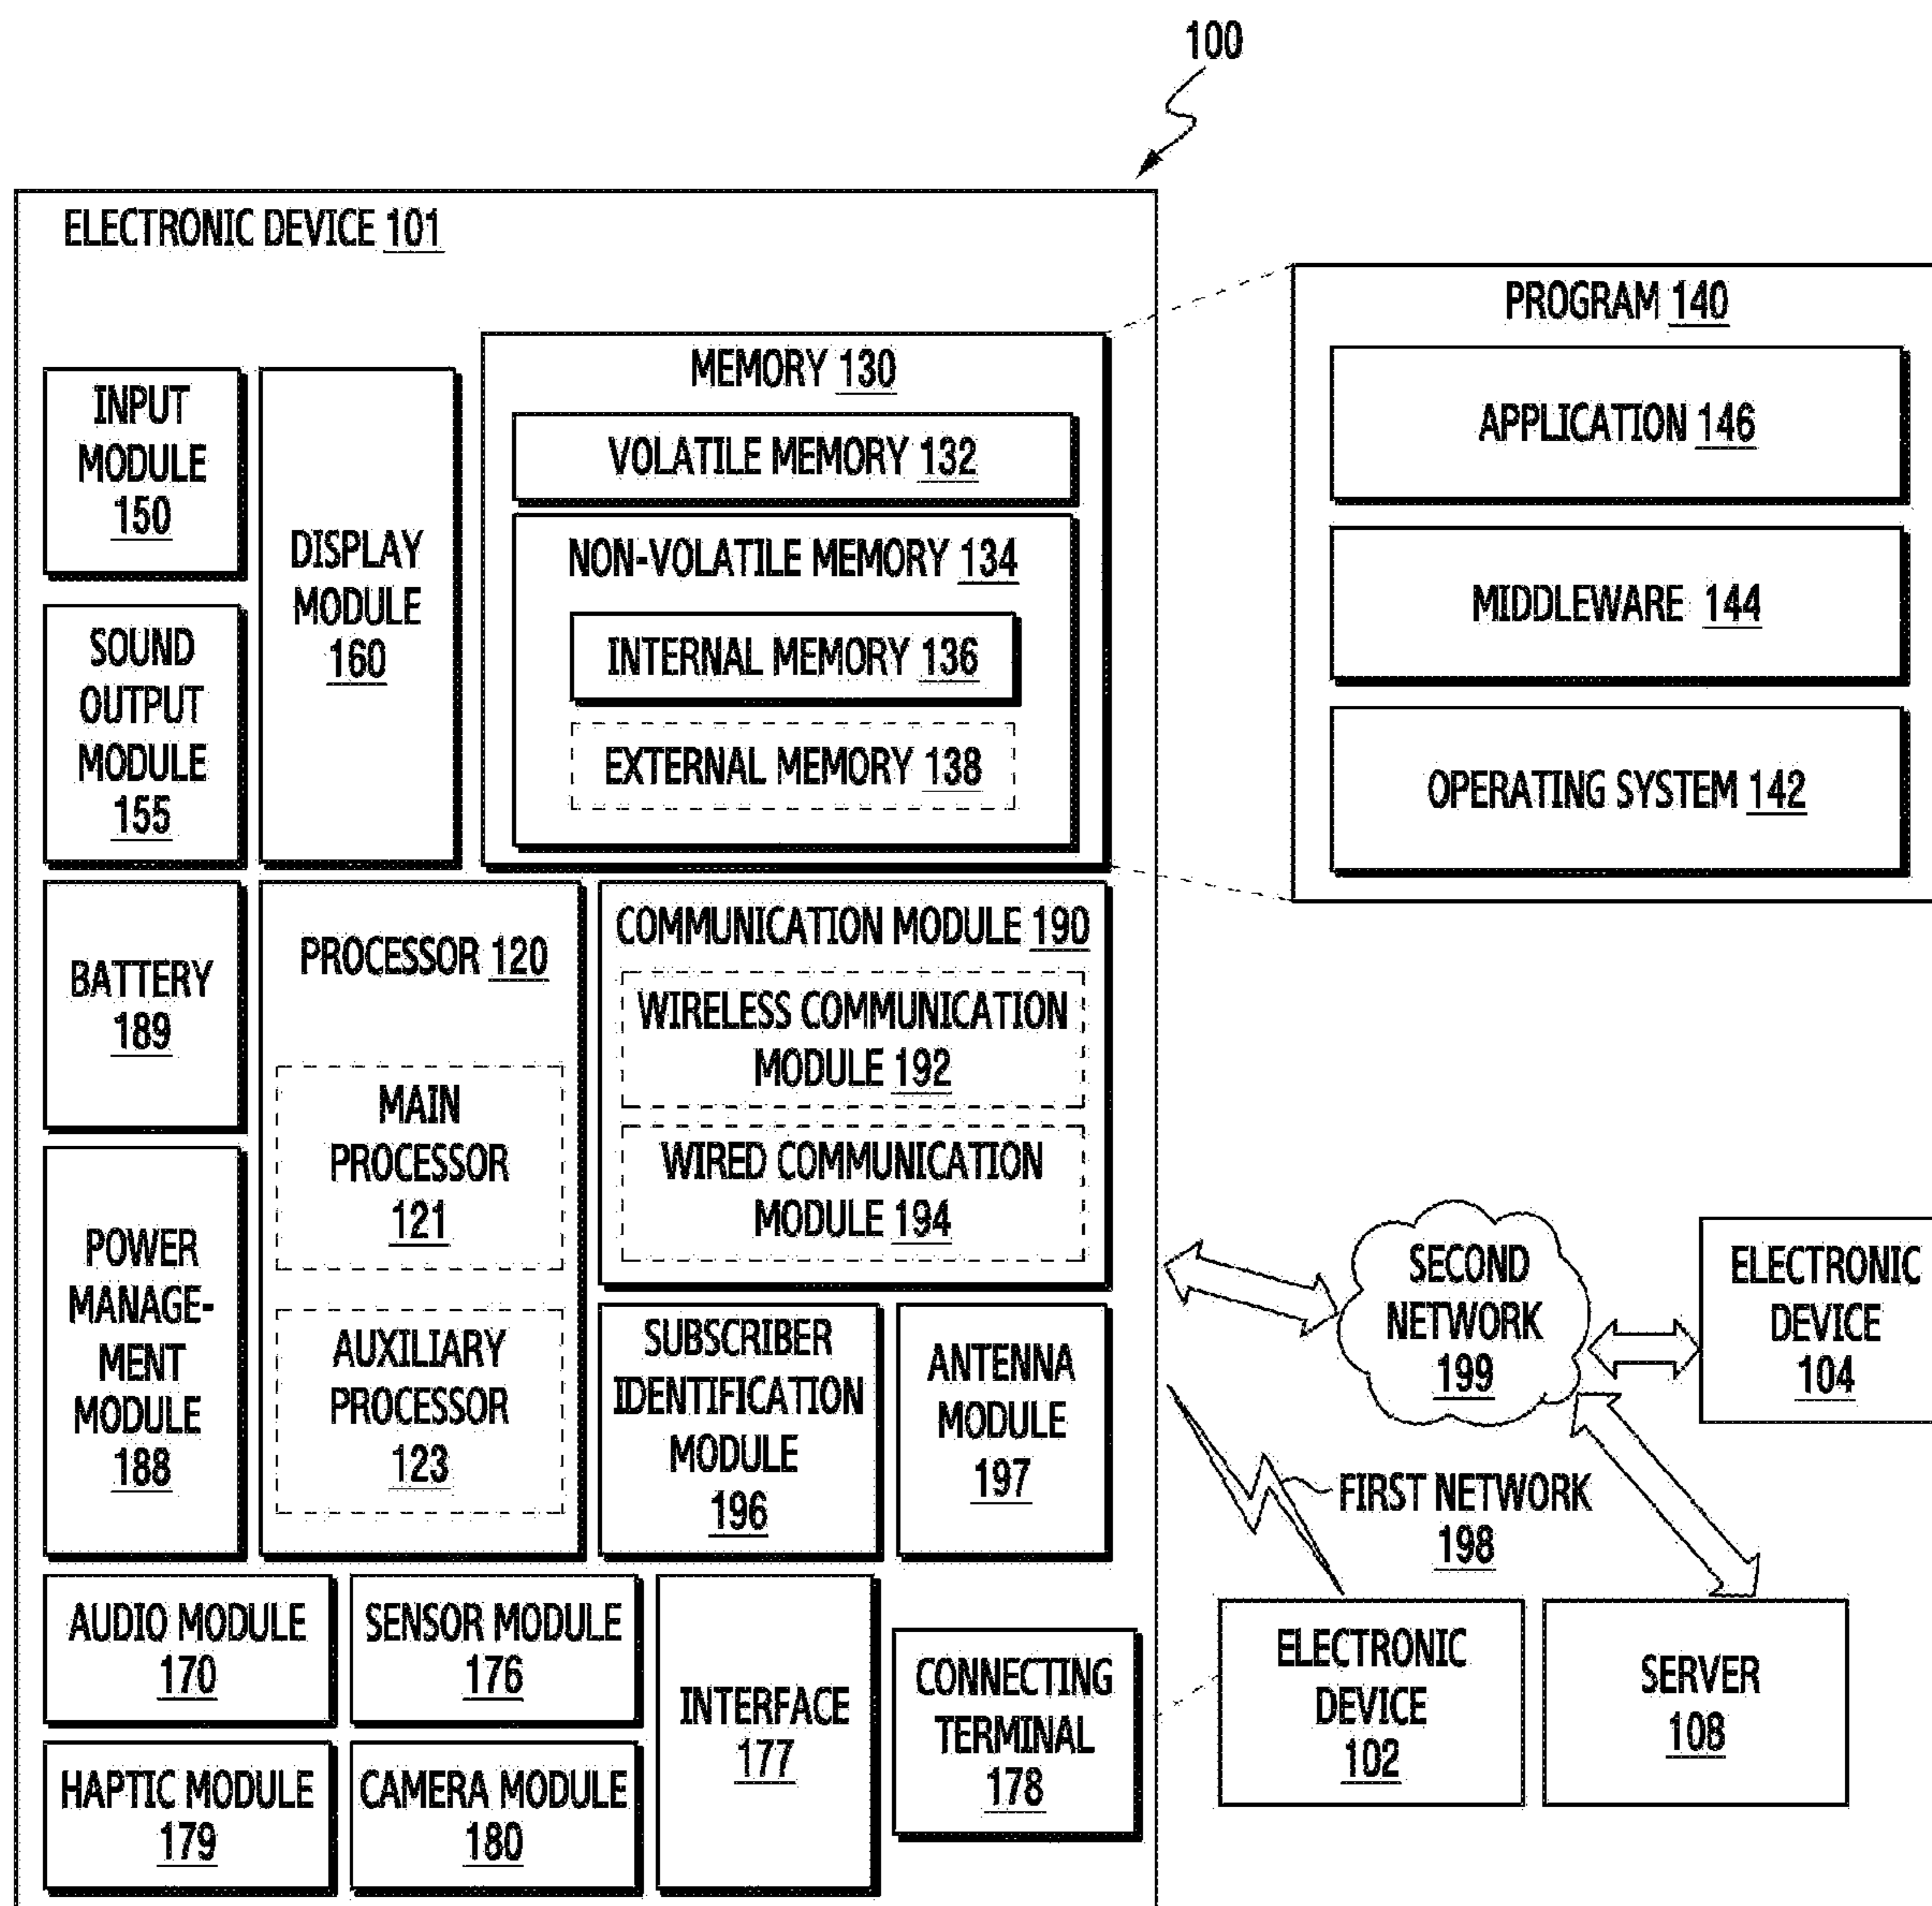 100
ELECTRONIC DEVICE 101
INPUT
MODULE
150
SOUND
OUTPUT
MODULE
155
DISPLAY
MODULE
160
MEMORY 130
VOLATILE MEMORY 132
NON-VOLATILE MEMORY 134
INTERNAL MEMORY 136
EXTERNAL MEMORY 138
PROGRAM 140
APPLICATION 146
MIDDLEWARE 144
OPERATING SYSTEM 142
BATTERY
189
POWER
MANAGE-
MENT
MODULE
188
PROCESSOR 120
MAIN
PROCESSOR
121
AUXILIARY
PROCESSOR
123
COMMUNICATION MODULE 190
WIRELESS COMMUNICATION
MODULE 192
WIRED COMMUNICATION
MODULE 194
SUBSCRIBER
IDENTIFICATION
MODULE
196
ANTENNA
MODULE
197
SECOND
NETWORK
199
ELECTRONIC
DEVICE
104
FIRST NETWORK
198
AUDIO MODULE
170
SENSOR MODULE
176
HAPTIC MODULE
179
CAMERA MODULE
180
INTERFACE
177
CONNECTING
TERMINAL
178
ELECTRONIC
DEVICE
102
SERVER
108